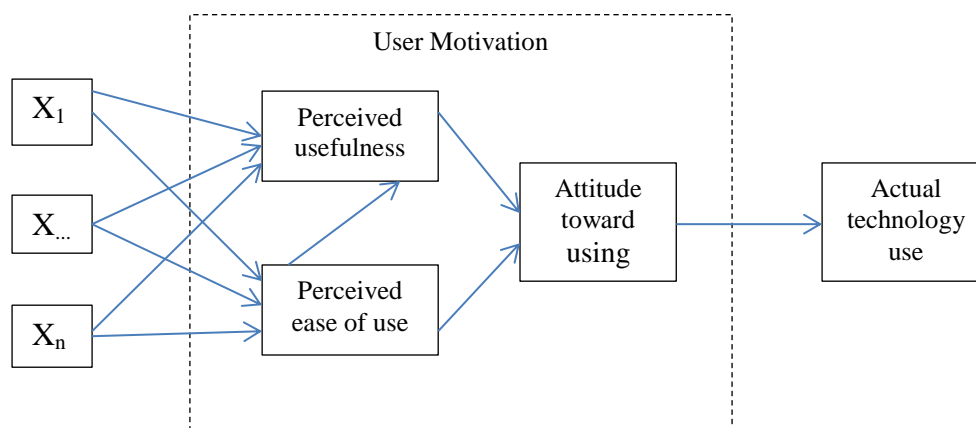 User Motivation
X₁
X...
Xₙ
Perceived
usefulness
Perceived
ease of use
Attitude
toward
using
Actual
technology
use